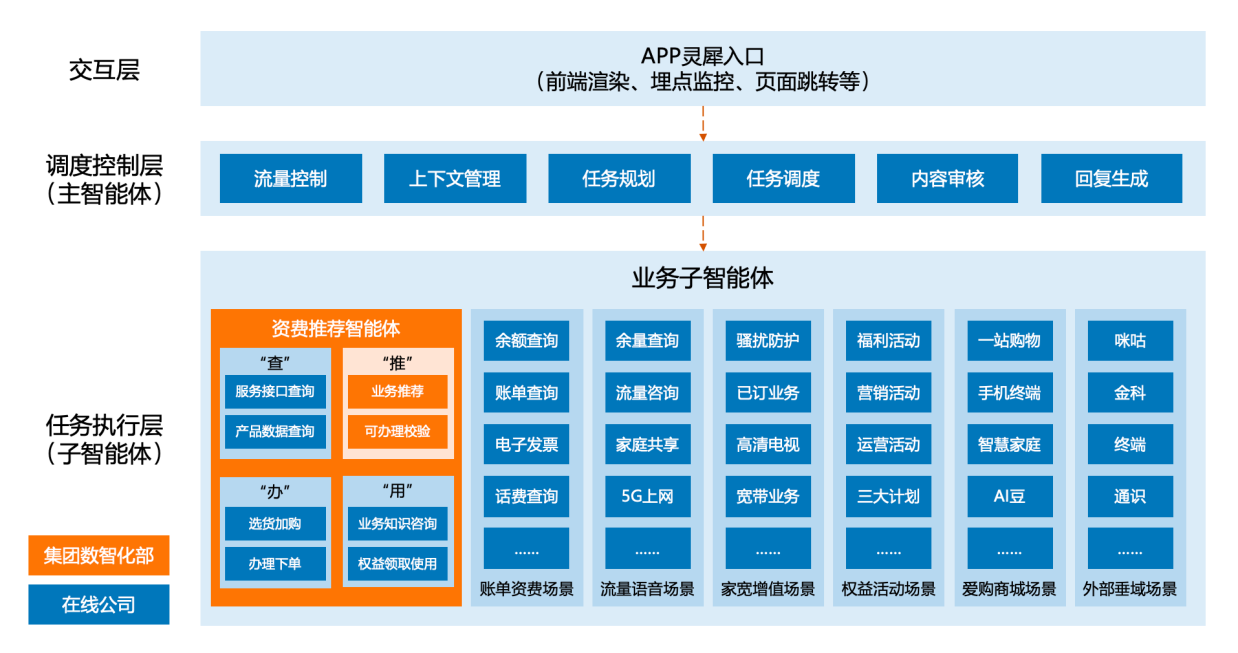 交互层
APP灵犀入口
（前端渲染、埋点监控、页面跳转等）
调度控制层
（主智能体）
流量控制
上下文管理
任务规划
任务调度
内容审核
回复生成
业务子智能体
任务执行层
（子智能体）
资费推荐智能体
“查”
服务接口查询
产品数据查询
“推”
业务推荐
可办理校验
“办”
选货加购
办理下单
“用”
业务知识咨询
权益领取使用
余额查询
账单查询
电子发票
话费查询
……
账单资费场景
余量查询
流量咨询
家庭共享
5G上网
……
流量语音场景
骚扰防护
已订业务
高清电视
宽带业务
……
家宽增值场景
福利活动
营销活动
运营活动
三大计划
……
权益活动场景
一站购物
手机终端
智慧家庭
AI豆
……
爱购商城场景
咪咕
金科
终端
通识
……
外部垂域场景
集团数智化部
在线公司